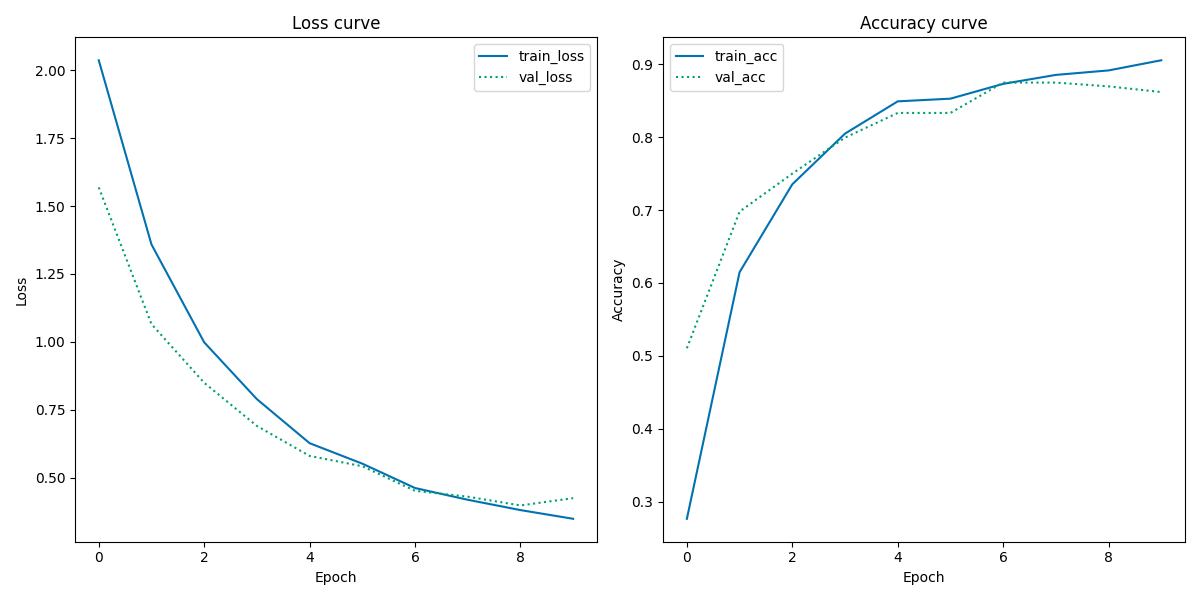 Loss curve
train_loss
val_loss
2.00
1.75
1.50
1.25
1.00
0.75
0.50
Loss
0 2 4 6 8
Epoch
Accuracy curve
train_acc
val_acc
0.9
0.8
0.7
0.6
0.5
0.4
0.3
Accuracy
0 2 4 6 8
Epoch